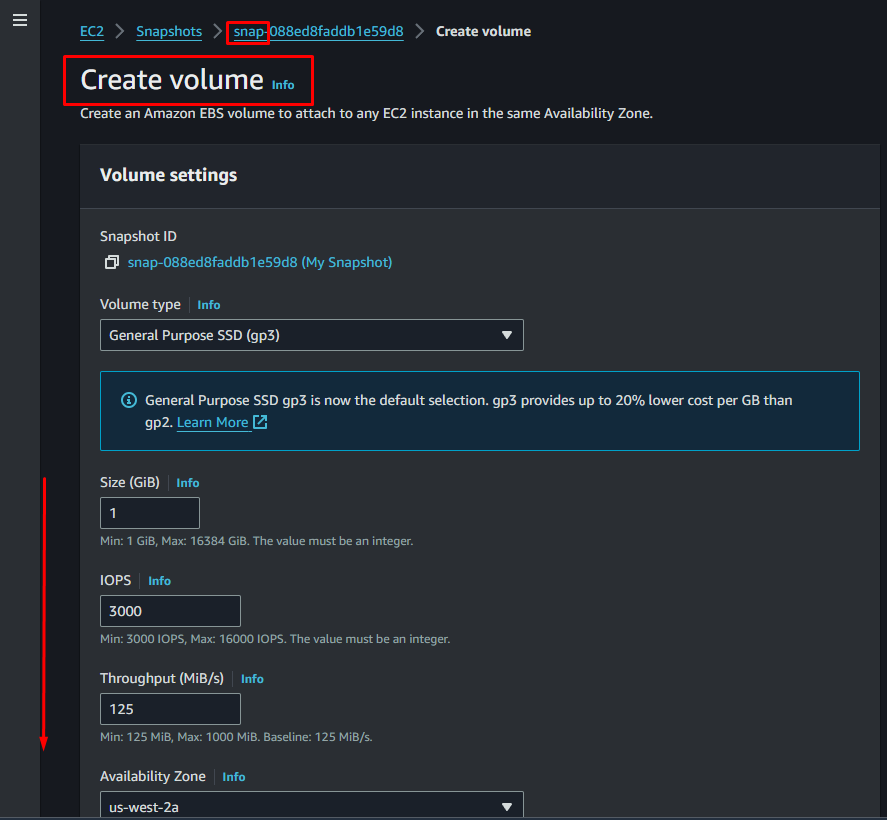 EC2 > Snapshots > snap-088ed8faddb1e59d8 > Create volume
Create volume Info
Create an Amazon EBS volume to attach to any EC2 instance in the same Availability Zone.
Volume settings
Snapshot ID
snap-088ed8faddb1e59d8 (My Snapshot)
Volume type Info
General Purpose SSD (gp3)
General Purpose SSD gp3 is now the default selection. gp3 provides up to 20% lower cost per GB than
gp2. Learn More
Size (GiB) Info
1
Min: 1 GiB, Max: 16384 GiB. The value must be an integer.
IOPS Info
3000
Min: 3000 IOPS, Max: 16000 IOPS. The value must be an integer.
Throughput (MiB/s) Info
125
Min: 125 MiB, Max: 1000 MiB. Baseline: 125 MiB/s.
Availability Zone Info
us-west-2a